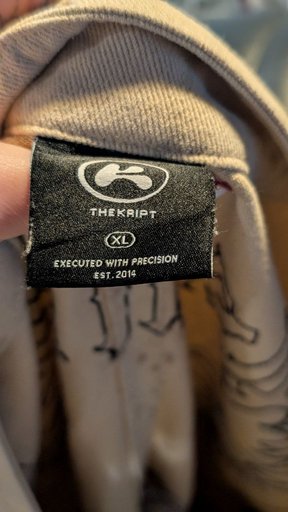 THEKRIPT
XL
EXECUTED WITH PRECISION
EST. 2014